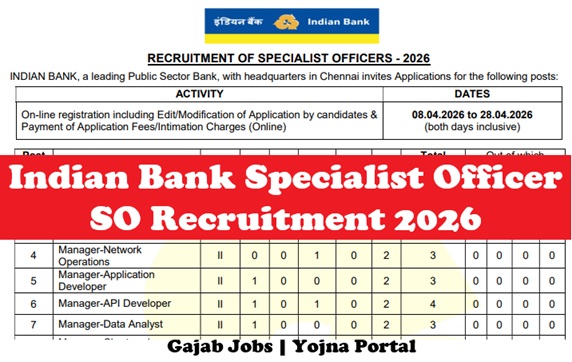 इंडियन बैंक Indian Bank
RECRUITMENT OF SPECIALIST OFFICERS - 2026
INDIAN BANK, a leading Public Sector Bank, with headquarters in Chennai invites Applications for the following posts:
ACTIVITY DATES
On-line registration including Edit/Modification of Application by candidates & 08.04.2026 to 28.04.2026
Payment of Application Fees/Intimation Charges (Online) (both days inclusive)
Post Total Out of which
Indian Bank Specialist Officer
SO Recruitment 2026
4 Manager-Network Operations II 0 0 1 0 2 3 0 0 0 0
5 Manager-Application Developer II 1 0 0 0 2 3 0 0 0 0
6 Manager-API Developer II 1 0 1 0 2 4 0 0 0 0
7 Manager-Data Analyst II 1 0 0 0 2 3 0 0 0 0
Gajab Jobs | Yojna Portal